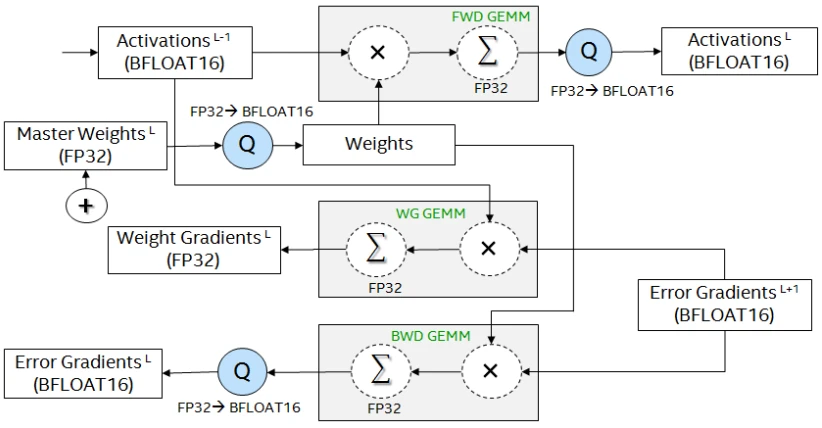 FWD GEMM
Activations L-1
(BFLOAT16)
×
Σ
FP32
Q
FP32→ BFLOAT16
Activations L
(BFLOAT16)
Master Weights L
(FP32)
+
FP32→ BFLOAT16
Q
Weights
WG GEMM
Weight Gradients L
(FP32)
Σ
FP32
×
Error Gradients L+1
(BFLOAT16)
BWD GEMM
Error Gradients L
(BFLOAT16)
Q
FP32→ BFLOAT16
Σ
FP32
×